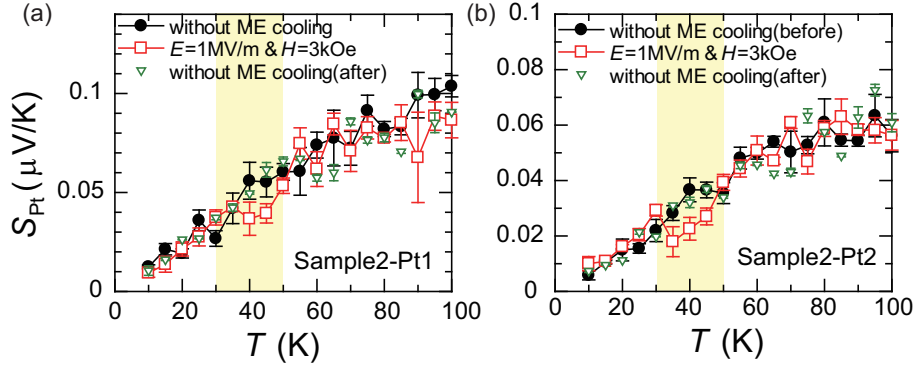 (a)
without ME cooling
E=1MV/m & H=3kOe
without ME cooling(after)
0.1
0.05
0
S_Pt (μV/K)
Sample2-Pt1
0 20 40 60 80 100
T (K)
(b)
without ME cooling(before)
E=1MV/m & H=3kOe
without ME cooling(after)
0.1
0.08
0.06
0.04
0.02
0
Sample2-Pt2
0 20 40 60 80 100
T (K)